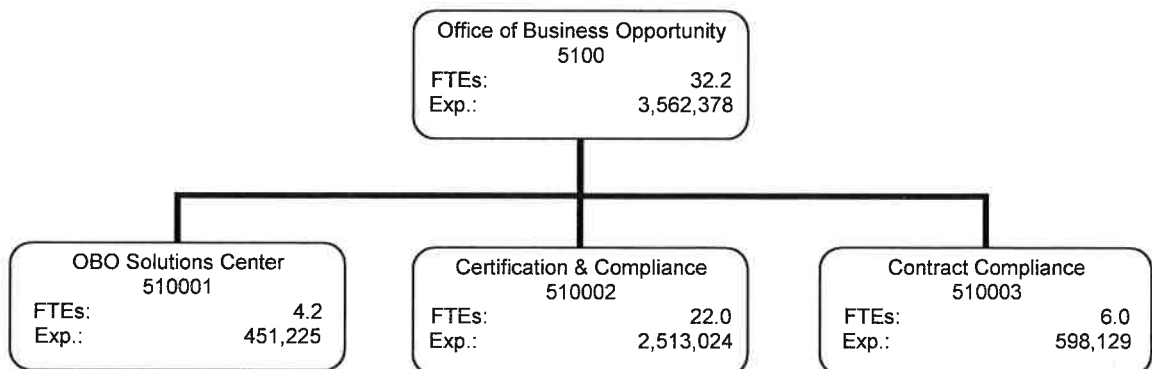 Office of Business Opportunity
5100
FTEs: 32.2
Exp.: 3,562,378
OBO Solutions Center
510001
FTEs: 4.2
Exp.: 451,225
Certification & Compliance
510002
FTEs: 22.0
Exp.: 2,513,024
Contract Compliance
510003
FTEs: 6.0
Exp.: 598,129